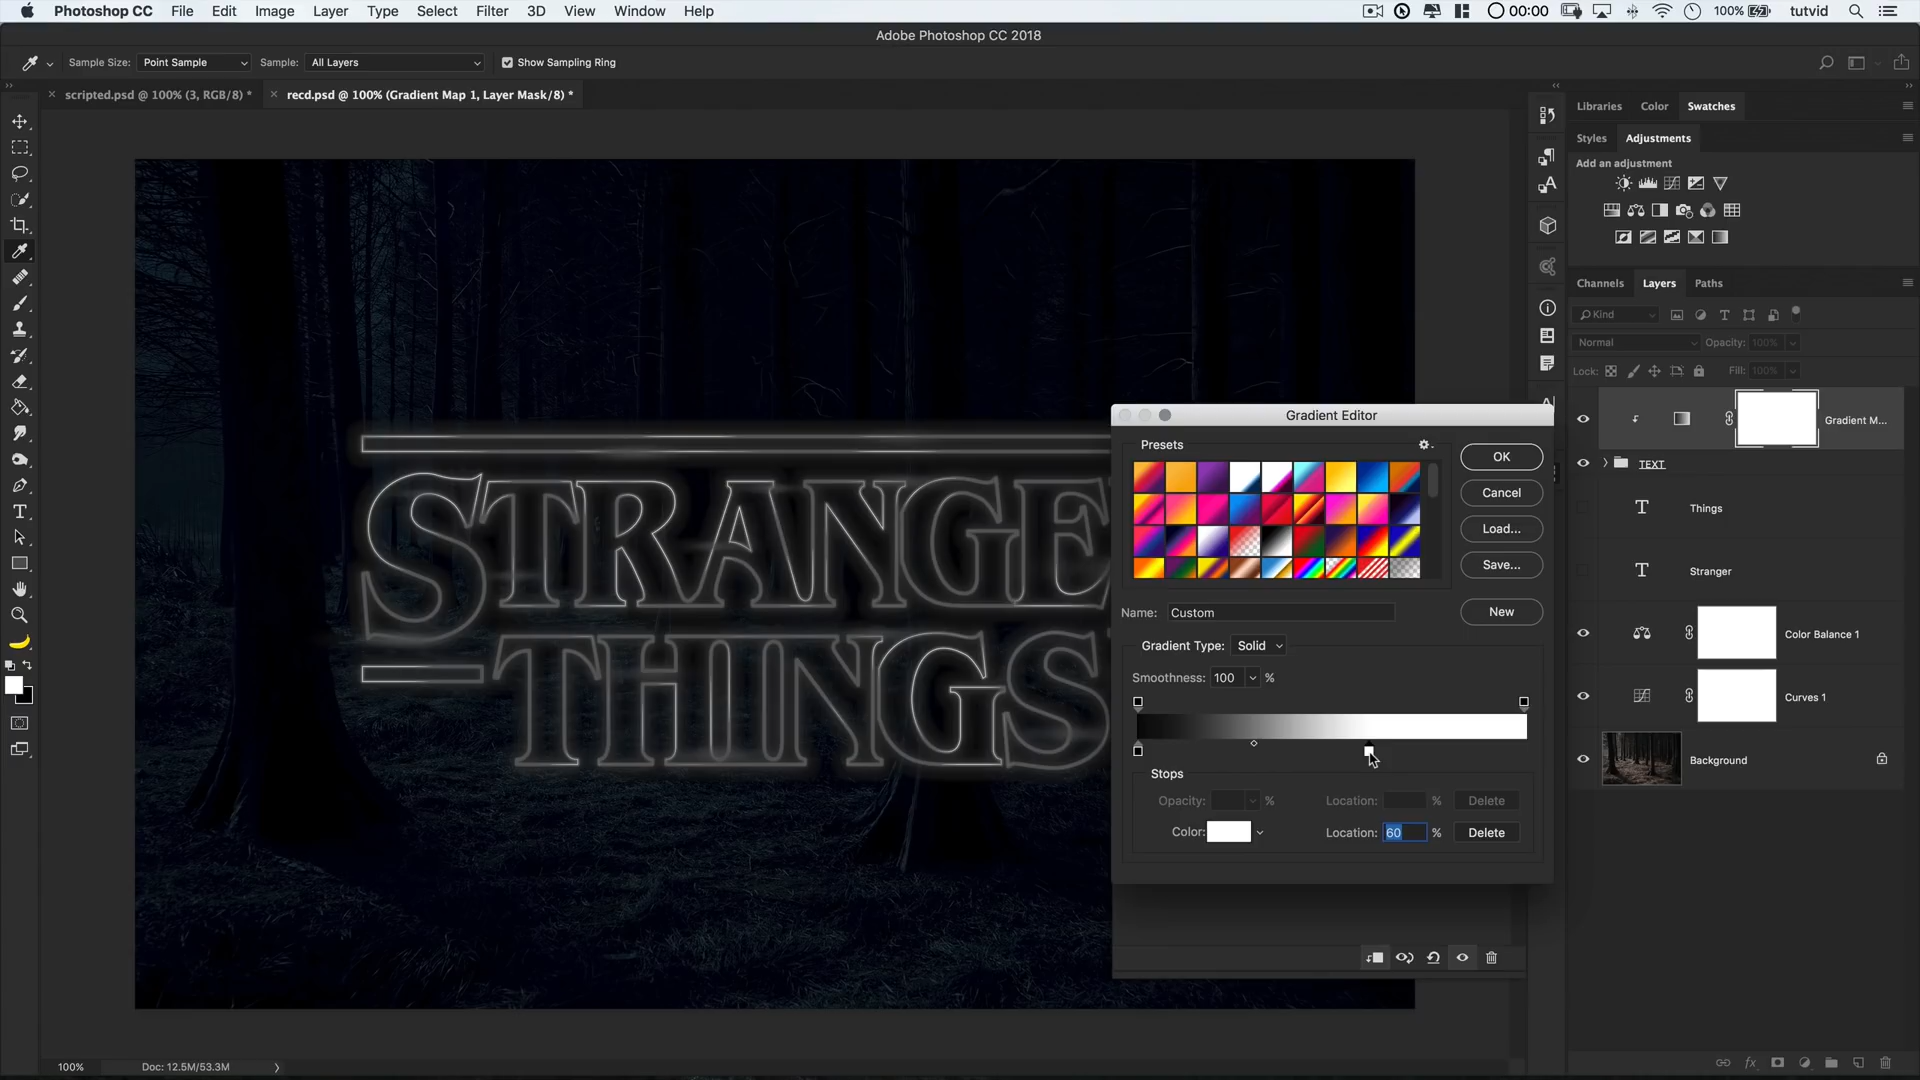 Photoshop CC File Edit Image Layer Type Select Filter 3D View Window Help 00:00 100% tutvid
Adobe Photoshop CC 2018
Sample Size: Point Sample Sample: All Layers Show Sampling Ring
scripted.psd @ 100% (3, RGB/8) * recd.psd @ 100% (Gradient Map 1, Layer Mask/8) *
Libraries Color Swatches
Styles Adjustments
Add an adjustment
Channels Layers Paths
Kind
Normal Opacity: 100%
Lock: Fill: 100%
Gradient M...
TEXT
Things
Stranger
Color Balance 1
Curves 1
Background
STRANGE
THINGS
Gradient Editor
Presets
OK
Cancel
Load...
Save...
Name: Custom New
Gradient Type: Solid
Smoothness: 100 %
Stops
Opacity: % Location: % Delete
Color: Location: 60 % Delete
100% Doc: 12.5M/53.3M